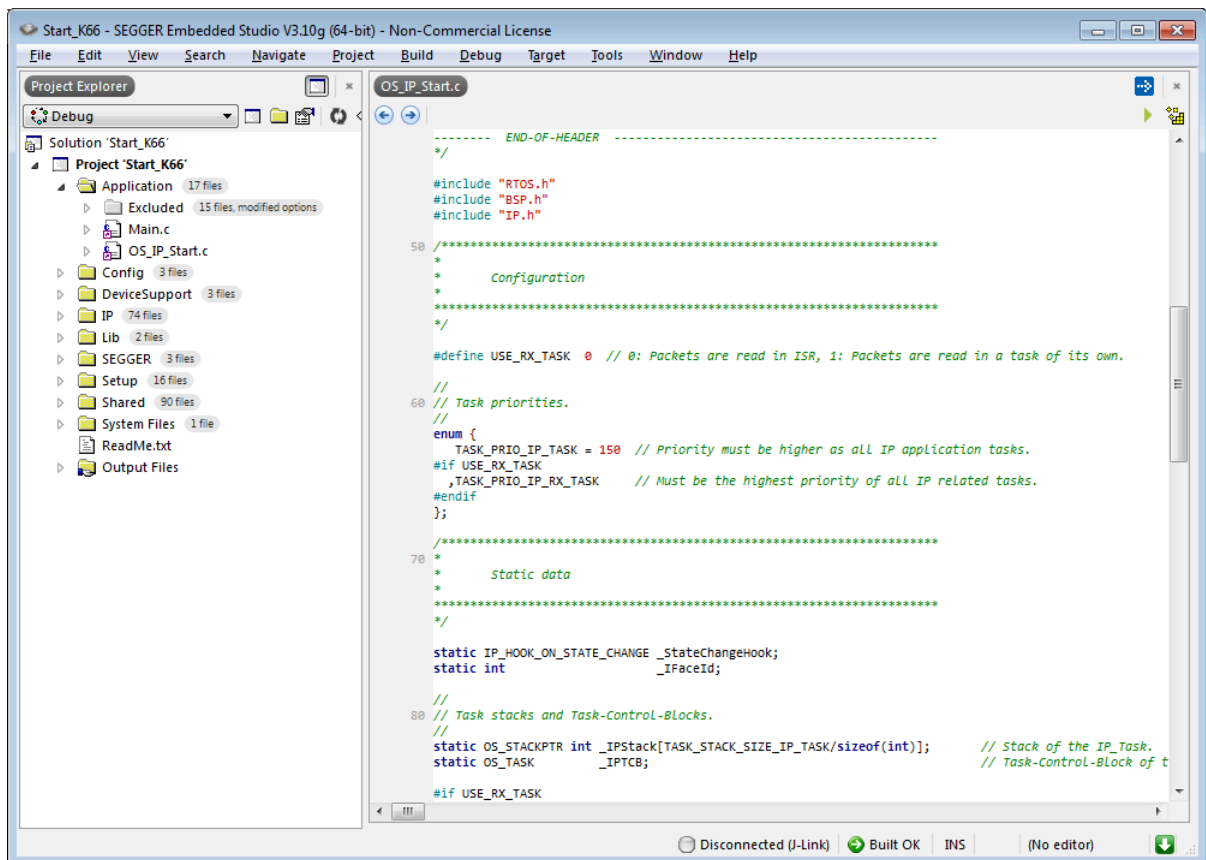 Start_K66 - SEGGER Embedded Studio V3.10g (64-bit) - Non-Commercial License
File Edit View Search Navigate Project Build Debug Target Tools Window Help
Project Explorer
Debug
Solution 'Start_K66'
Project 'Start_K66'
Application 17 files
Excluded 15 files, modified options
Main.c
OS_IP_Start.c
Config 3 files
DeviceSupport 3 files
IP 74 files
Lib 2 files
SEGGER 3 files
Setup 16 files
Shared 90 files
System Files 1 file
ReadMe.txt
Output Files
OS_IP_Start.c
-------- END-OF-HEADER ---------------------------------------------
*/
#include "RTOS.h"
#include "BSP.h"
#include "IP.h"
50 /*********************************************************************
*
* Configuration
*
**********************************************************************
*/
#define USE_RX_TASK 0 // 0: Packets are read in ISR, 1: Packets are read in a task of its own.
//
60 // Task priorities.
//
enum {
TASK_PRIO_IP_TASK = 150 // Priority must be higher as all IP application tasks.
#if USE_RX_TASK
,TASK_PRIO_IP_RX_TASK // Must be the highest priority of all IP related tasks.
#endif
};
/*********************************************************************
70 *
* Static data
*
**********************************************************************
*/
static IP_HOOK_ON_STATE_CHANGE _StateChangeHook;
static int _IFaceId;
//
80 // Task stacks and Task-Control-Blocks.
//
static OS_STACKPTR int _IPStack[TASK_STACK_SIZE_IP_TASK/sizeof(int)]; // Stack of the IP_Task.
static OS_TASK _IPTCB; // Task-Control-Block of t
#if USE_RX_TASK
Disconnected (J-Link) Built OK INS (No editor)